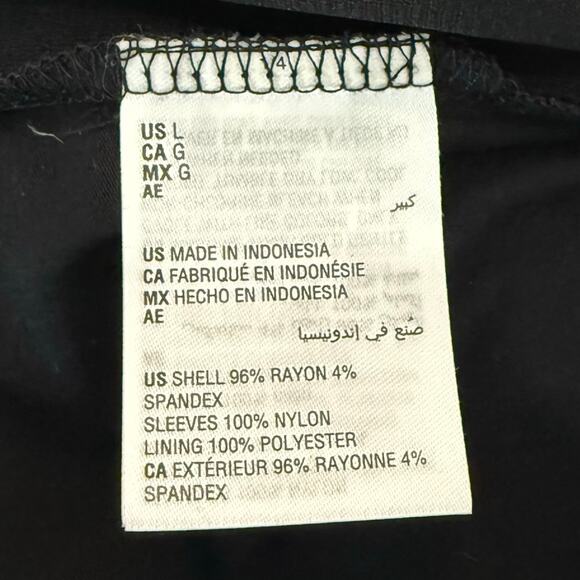 4
US L
CA G
MX G
AE
كبير
US MADE IN INDONESIA
CA FABRIQUÉ EN INDONÉSIE
MX HECHO EN INDONESIA
AE
صُنع في إندونيسيا
US SHELL 96% RAYON 4%
SPANDEX
SLEEVES 100% NYLON
LINING 100% POLYESTER
CA EXTÉRIEUR 96% RAYONNE 4%
SPANDEX